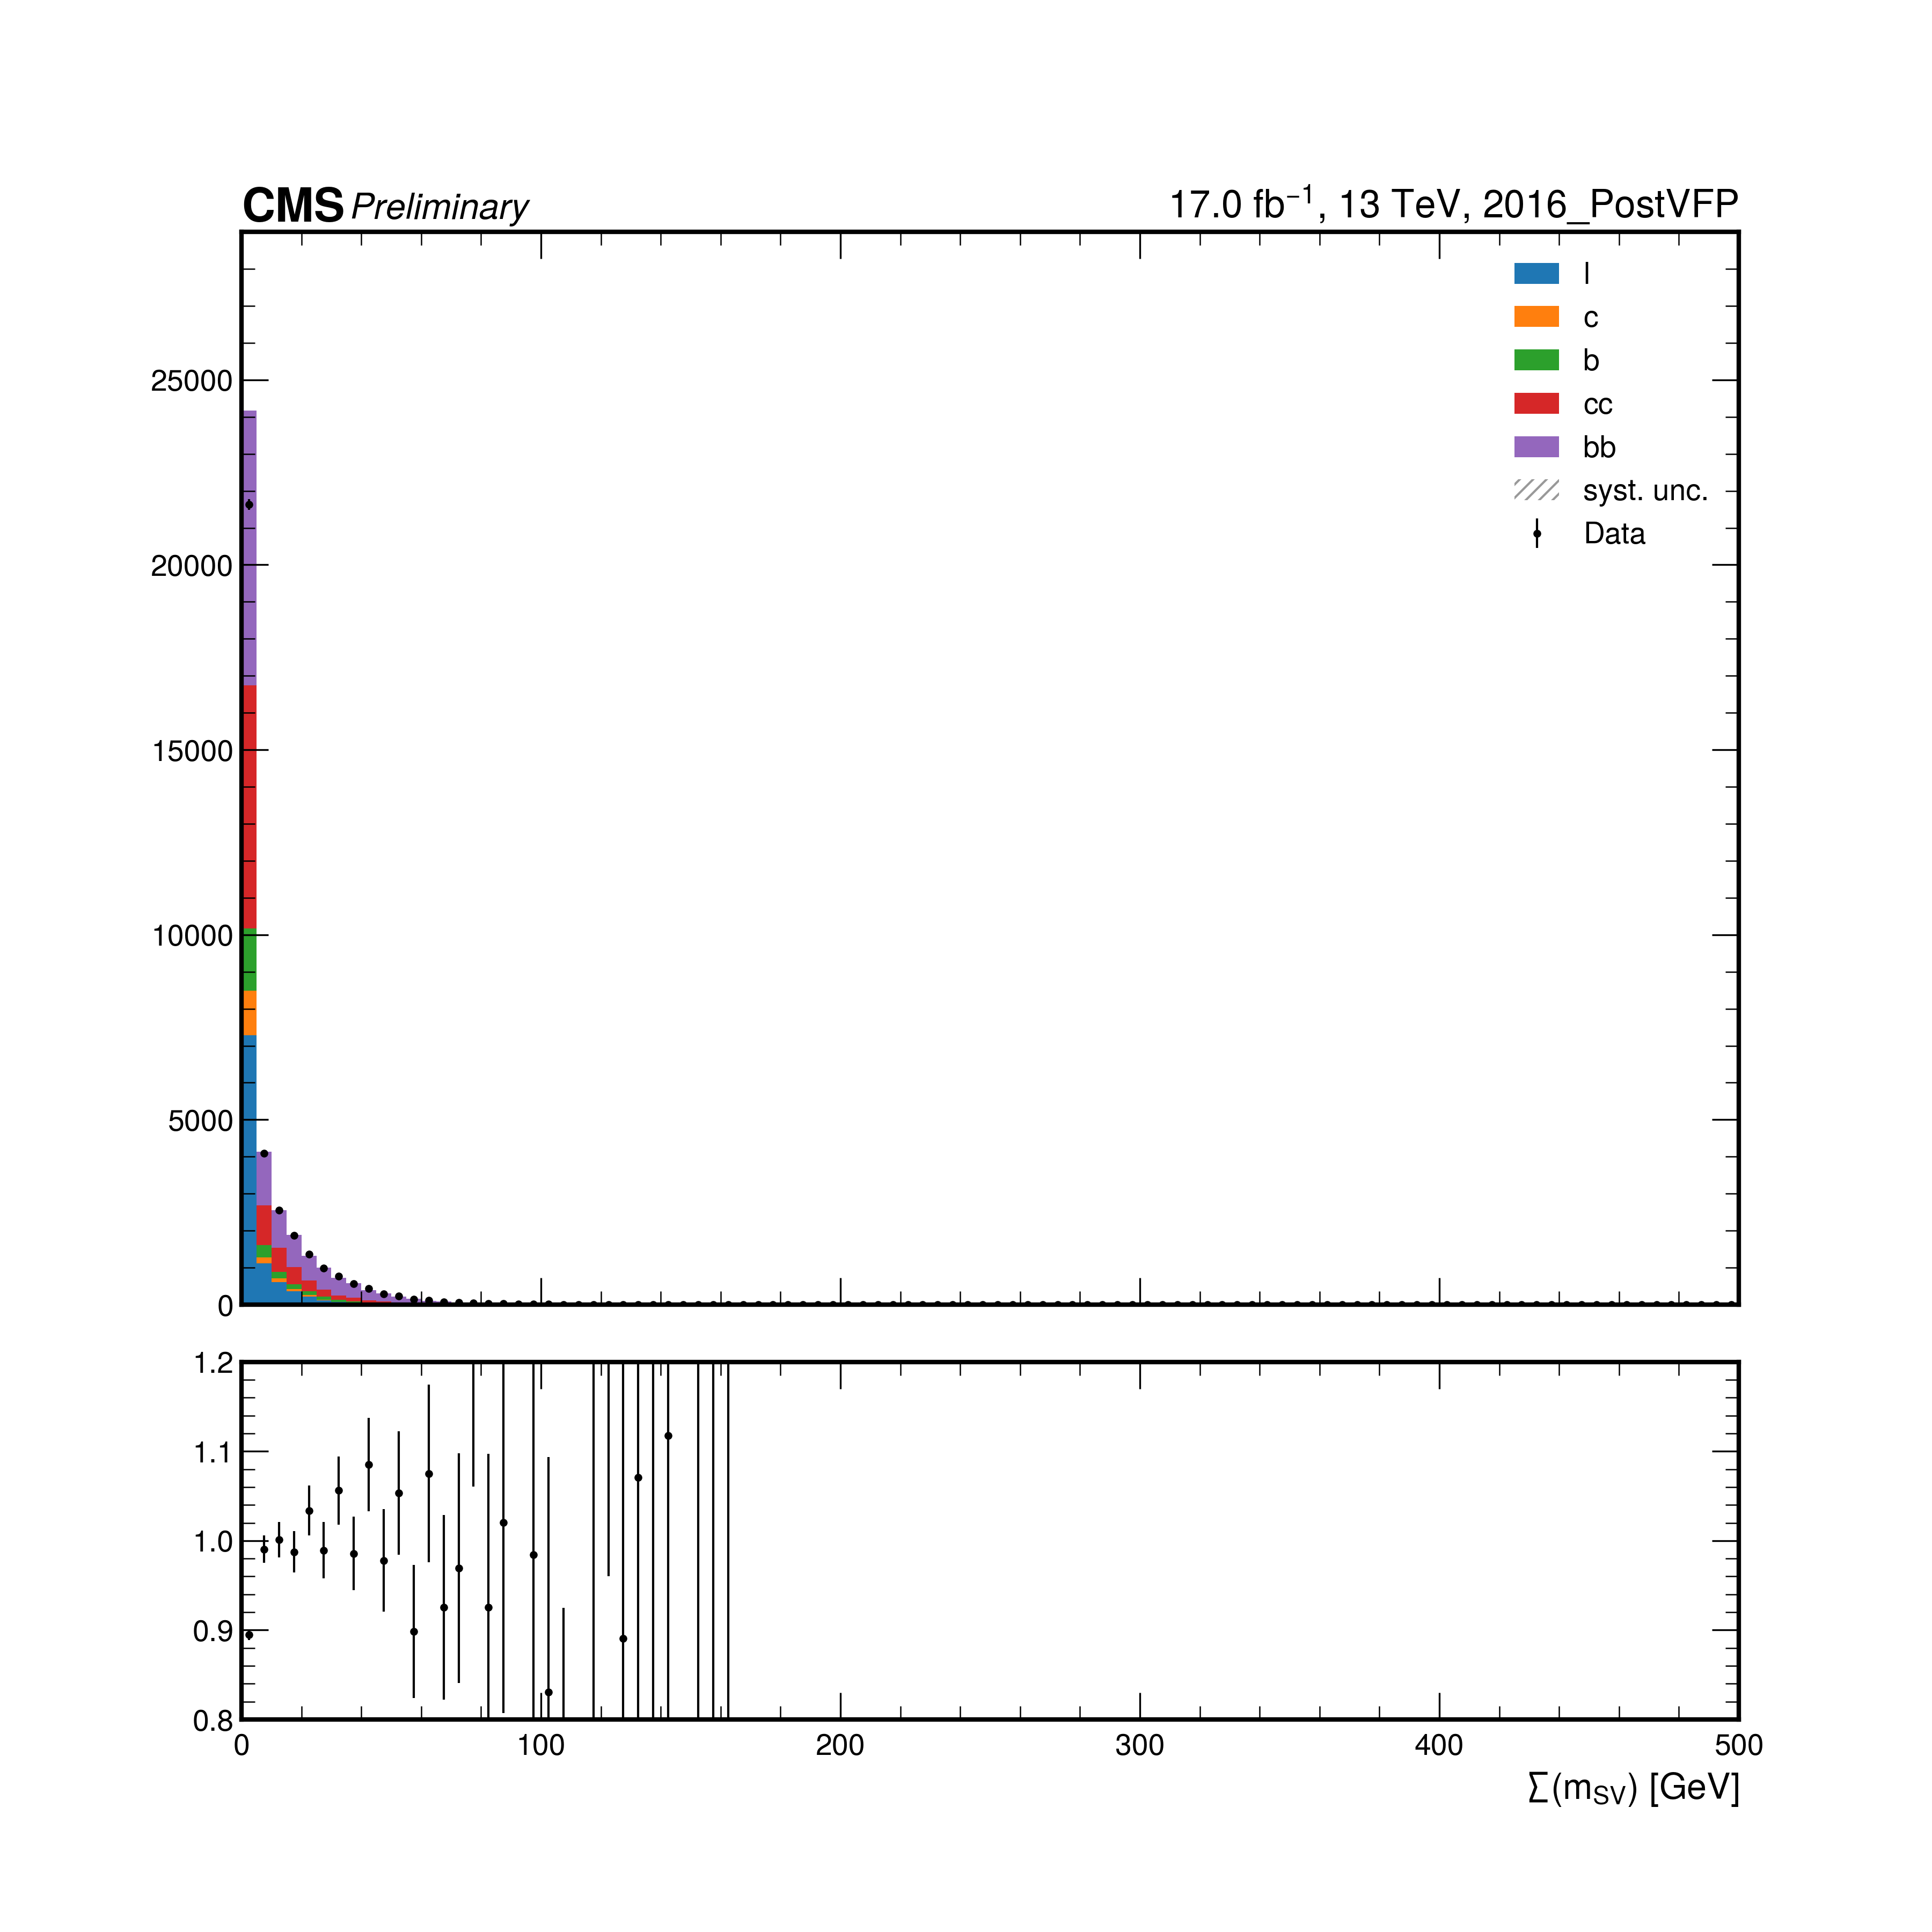 CMS Preliminary
17.0 fb⁻¹, 13 TeV, 2016_PostVFP
l
c
b
cc
bb
syst. unc.
Data
25000
20000
15000
10000
5000
0
1.2
1.1
1.0
0.9
0.8
0 100 200 300 400 500
Σ(mSV) [GeV]